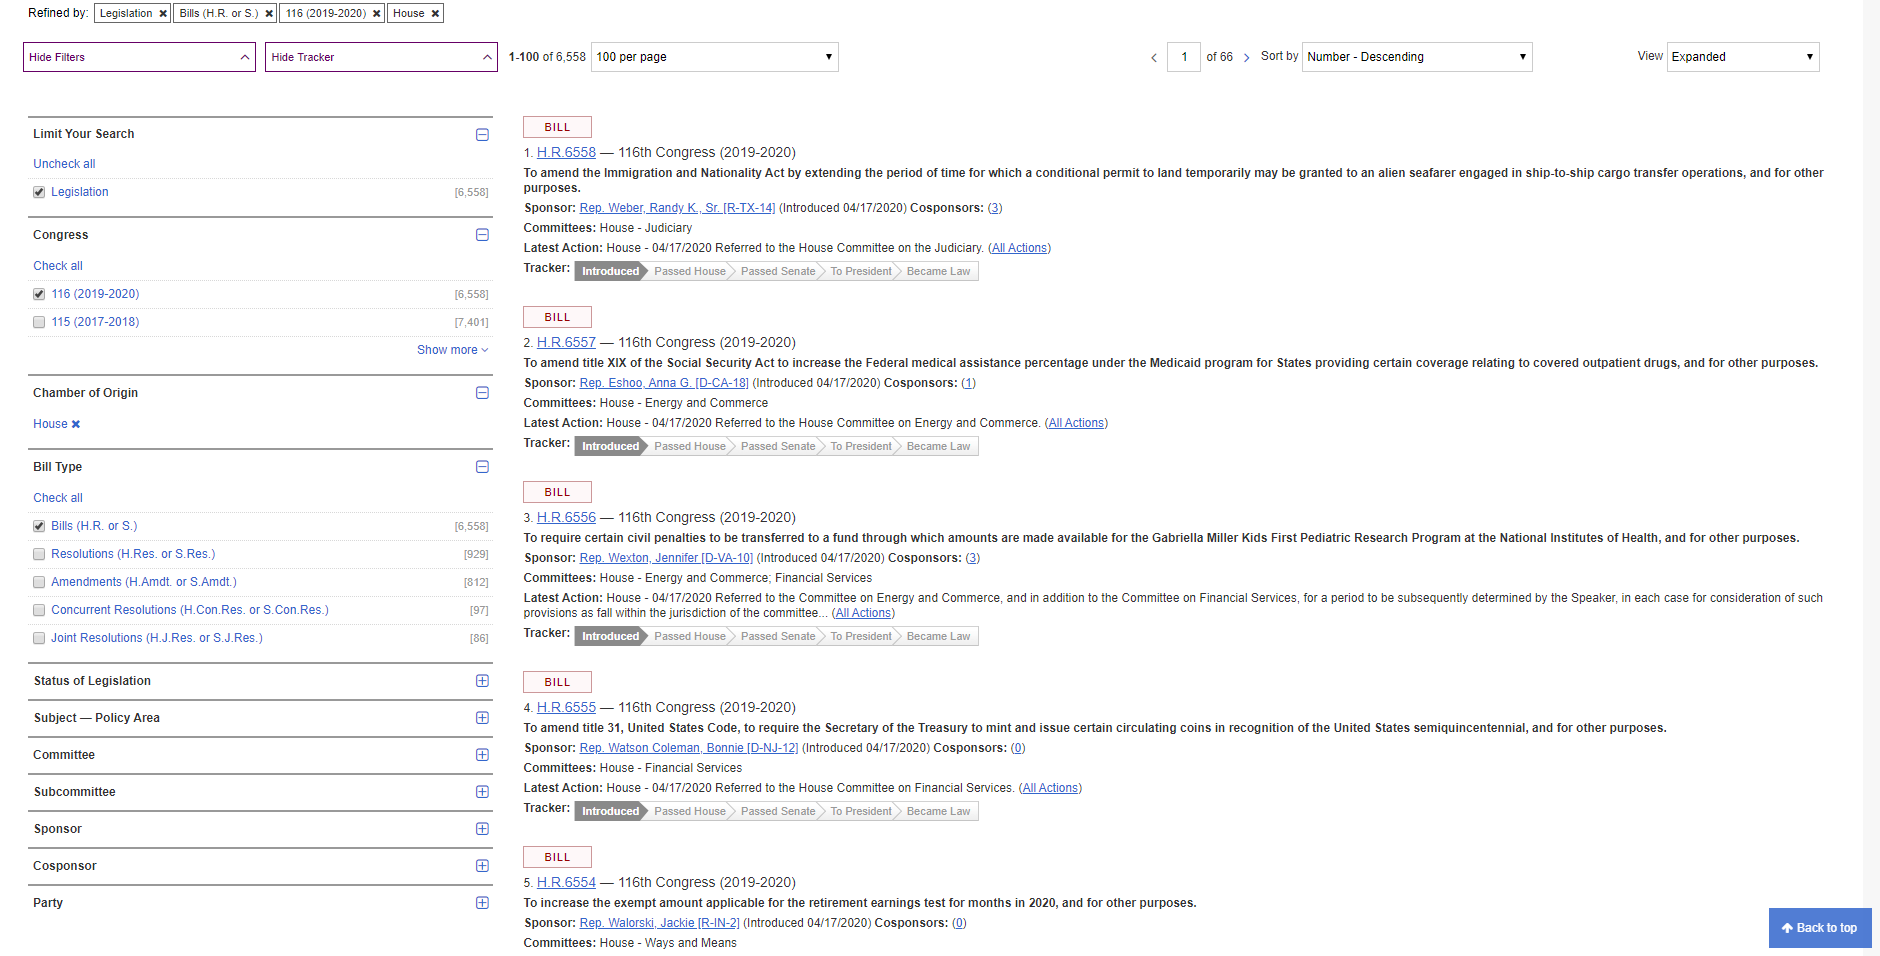 Refined by: Legislation ✖ Bills (H.R. or S.) ✖ 116 (2019-2020) ✖ House ✖
Hide Filters Hide Tracker 1-100 of 6,558 100 per page ‹ 1 of 66 › Sort by Number - Descending View Expanded
Limit Your Search
Uncheck all
Legislation [6,558]
Congress
Check all
116 (2019-2020) [6,558]
115 (2017-2018) [7,401]
Show more
Chamber of Origin
House ✖
Bill Type
Check all
Bills (H.R. or S.) [6,558]
Resolutions (H.Res. or S.Res.) [929]
Amendments (H.Amdt. or S.Amdt.) [812]
Concurrent Resolutions (H.Con.Res. or S.Con.Res.) [97]
Joint Resolutions (H.J.Res. or S.J.Res.) [86]
Status of Legislation
Subject — Policy Area
Committee
Subcommittee
Sponsor
Cosponsor
Party
BILL
1. H.R.6558 — 116th Congress (2019-2020)
To amend the Immigration and Nationality Act by extending the period of time for which a conditional permit to land temporarily may be granted to an alien seafarer engaged in ship-to-ship cargo transfer operations, and for other
purposes.
Sponsor: Rep. Weber, Randy K., Sr. [R-TX-14] (Introduced 04/17/2020) Cosponsors: (3)
Committees: House - Judiciary
Latest Action: House - 04/17/2020 Referred to the House Committee on the Judiciary. (All Actions)
Tracker: Introduced Passed House Passed Senate To President Became Law
BILL
2. H.R.6557 — 116th Congress (2019-2020)
To amend title XIX of the Social Security Act to increase the Federal medical assistance percentage under the Medicaid program for States providing certain coverage relating to covered outpatient drugs, and for other purposes.
Sponsor: Rep. Eshoo, Anna G. [D-CA-18] (Introduced 04/17/2020) Cosponsors: (1)
Committees: House - Energy and Commerce
Latest Action: House - 04/17/2020 Referred to the House Committee on Energy and Commerce. (All Actions)
Tracker: Introduced Passed House Passed Senate To President Became Law
BILL
3. H.R.6556 — 116th Congress (2019-2020)
To require certain civil penalties to be transferred to a fund through which amounts are made available for the Gabriella Miller Kids First Pediatric Research Program at the National Institutes of Health, and for other purposes.
Sponsor: Rep. Wexton, Jennifer [D-VA-10] (Introduced 04/17/2020) Cosponsors: (3)
Committees: House - Energy and Commerce; Financial Services
Latest Action: House - 04/17/2020 Referred to the Committee on Energy and Commerce, and in addition to the Committee on Financial Services, for a period to be subsequently determined by the Speaker, in each case for consideration of such
provisions as fall within the jurisdiction of the committee... (All Actions)
Tracker: Introduced Passed House Passed Senate To President Became Law
BILL
4. H.R.6555 — 116th Congress (2019-2020)
To amend title 31, United States Code, to require the Secretary of the Treasury to mint and issue certain circulating coins in recognition of the United States semiquincentennial, and for other purposes.
Sponsor: Rep. Watson Coleman, Bonnie [D-NJ-12] (Introduced 04/17/2020) Cosponsors: (0)
Committees: House - Financial Services
Latest Action: House - 04/17/2020 Referred to the House Committee on Financial Services. (All Actions)
Tracker: Introduced Passed House Passed Senate To President Became Law
BILL
5. H.R.6554 — 116th Congress (2019-2020)
To increase the exempt amount applicable for the retirement earnings test for months in 2020, and for other purposes.
Sponsor: Rep. Walorski, Jackie [R-IN-2] (Introduced 04/17/2020) Cosponsors: (0)
Committees: House - Ways and Means
Back to top